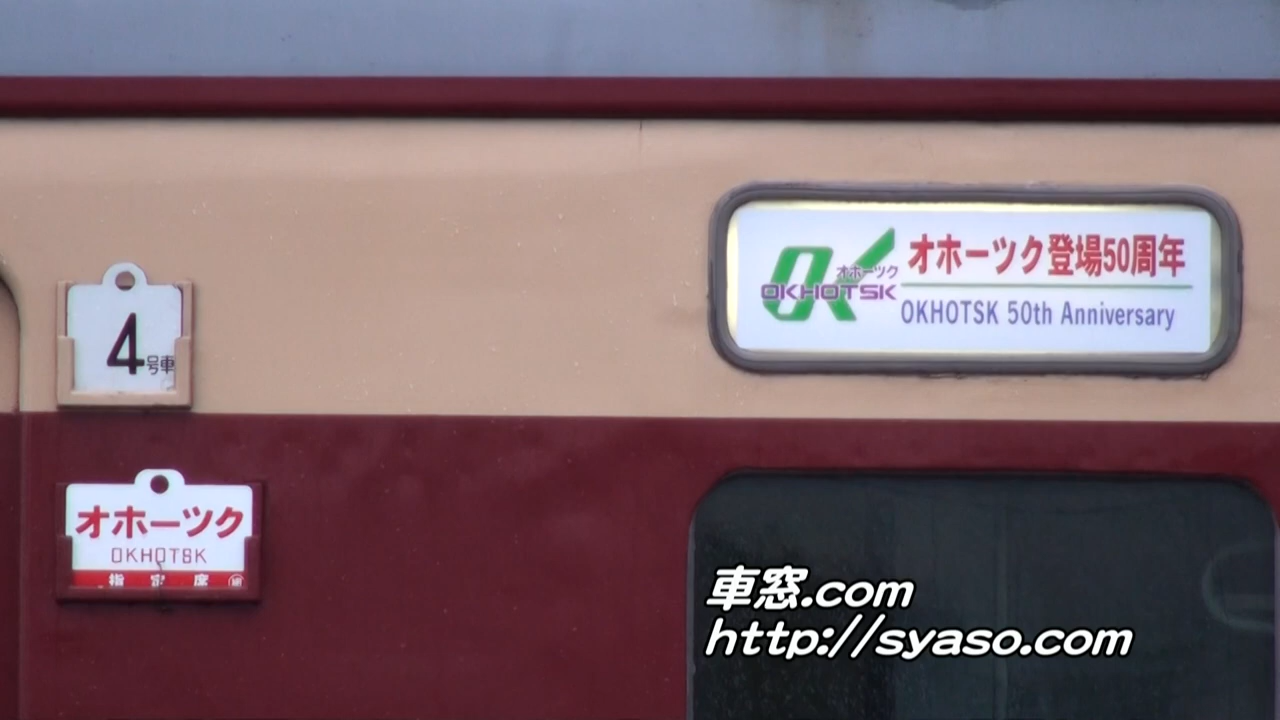 4号車
オホーツク
OKHOTSK
指定席
オホーツク
OKHOTSK
オホーツク登場50周年
OKHOTSK 50th Anniversary
車窓.com
http://syaso.com